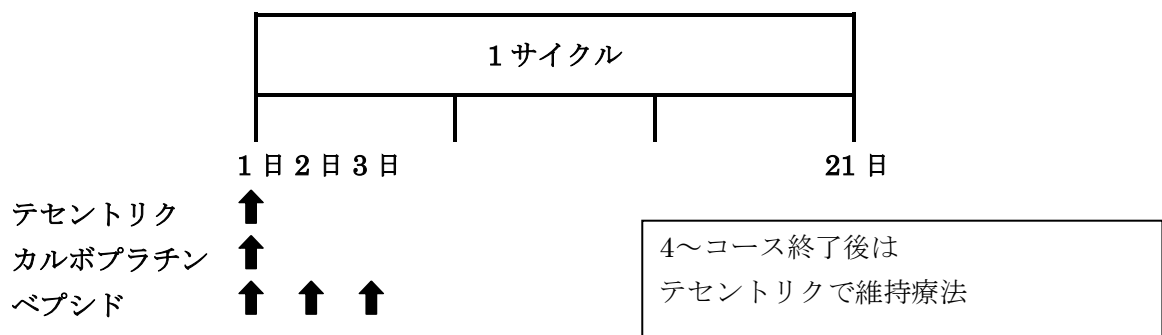 1 サイクル
1 日 2 日 3 日 21 日
テセントリク
カルボプラチン
ベプシド
4～コース終了後は
テセントリクで維持療法